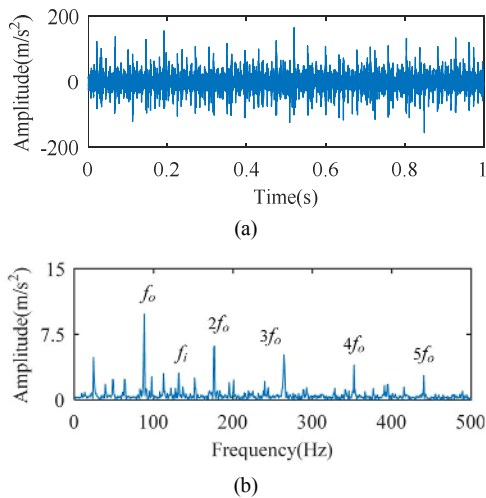 200
0
-200
Amplitude(m/s²)
0 0.2 0.4 0.6 0.8 1
Time(s)
(a)
15
7.5
0
Amplitude(m/s²)
fₒ
fᵢ
2fₒ
3fₒ
4fₒ
5fₒ
0 100 200 300 400 500
Frequency(Hz)
(b)